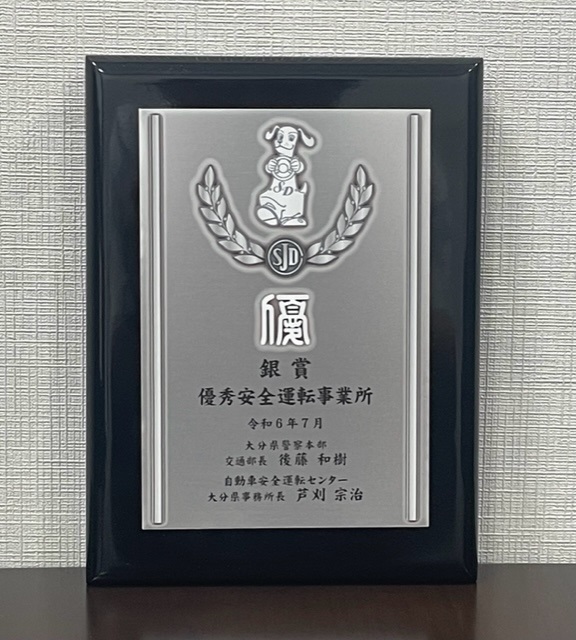 SD
SJD
優
銀賞
優秀安全運転事業所
令和6年7月
大分県警察本部
交通部長 後藤 和樹
自動車安全運転センター
大分県事務所長 芦刈 宗治